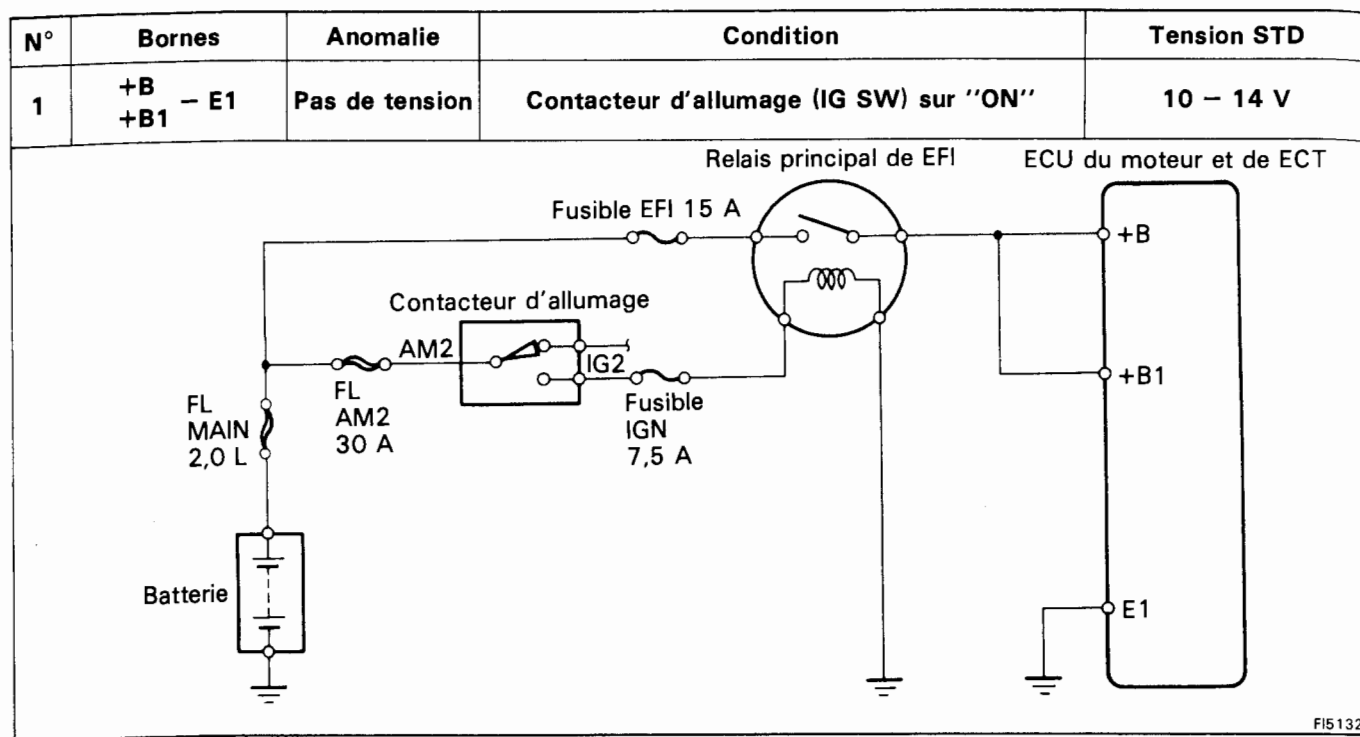 N° Bornes Anomalie Condition Tension STD
1 +B +B1 – E1 Pas de tension Contacteur d'allumage (IG SW) sur "ON" 10 – 14 V
Relais principal de EFI ECU du moteur et de ECT
Fusible EFI 15 A
+B
Contacteur d'allumage
AM2
IG2
+B1
FL
MAIN
2,0 L
FL
AM2
30 A
Fusible
IGN
7,5 A
Batterie
E1
FI5132